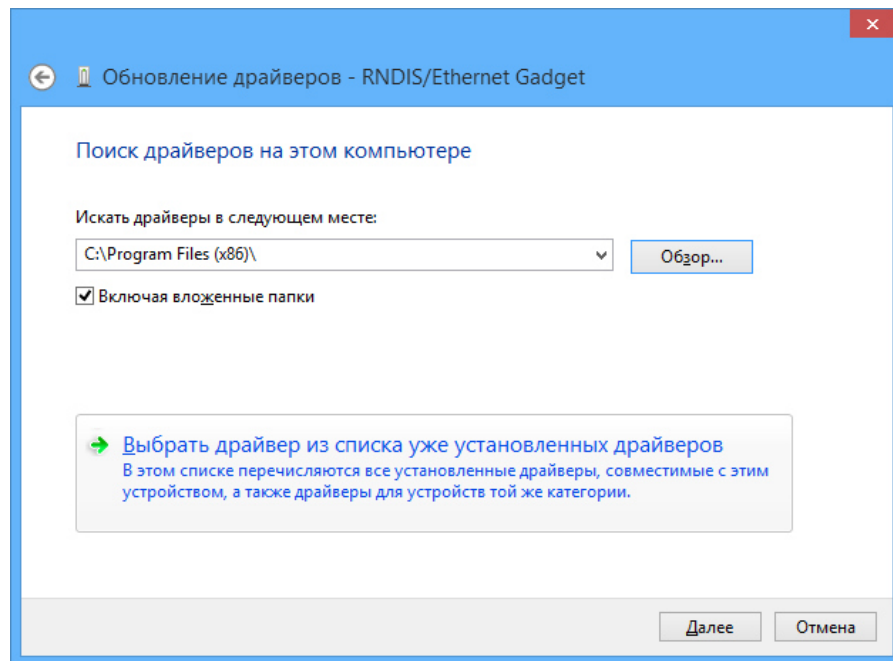 Обновление драйверов - RNDIS/Ethernet Gadget
Поиск драйверов на этом компьютере
Искать драйверы в следующем месте:
C:\Program Files (x86)\
Обзор...
Включая вложенные папки
Выбрать драйвер из списка уже установленных драйверов
В этом списке перечисляются все установленные драйверы, совместимые с этим
устройством, а также драйверы для устройств той же категории.
Далее
Отмена